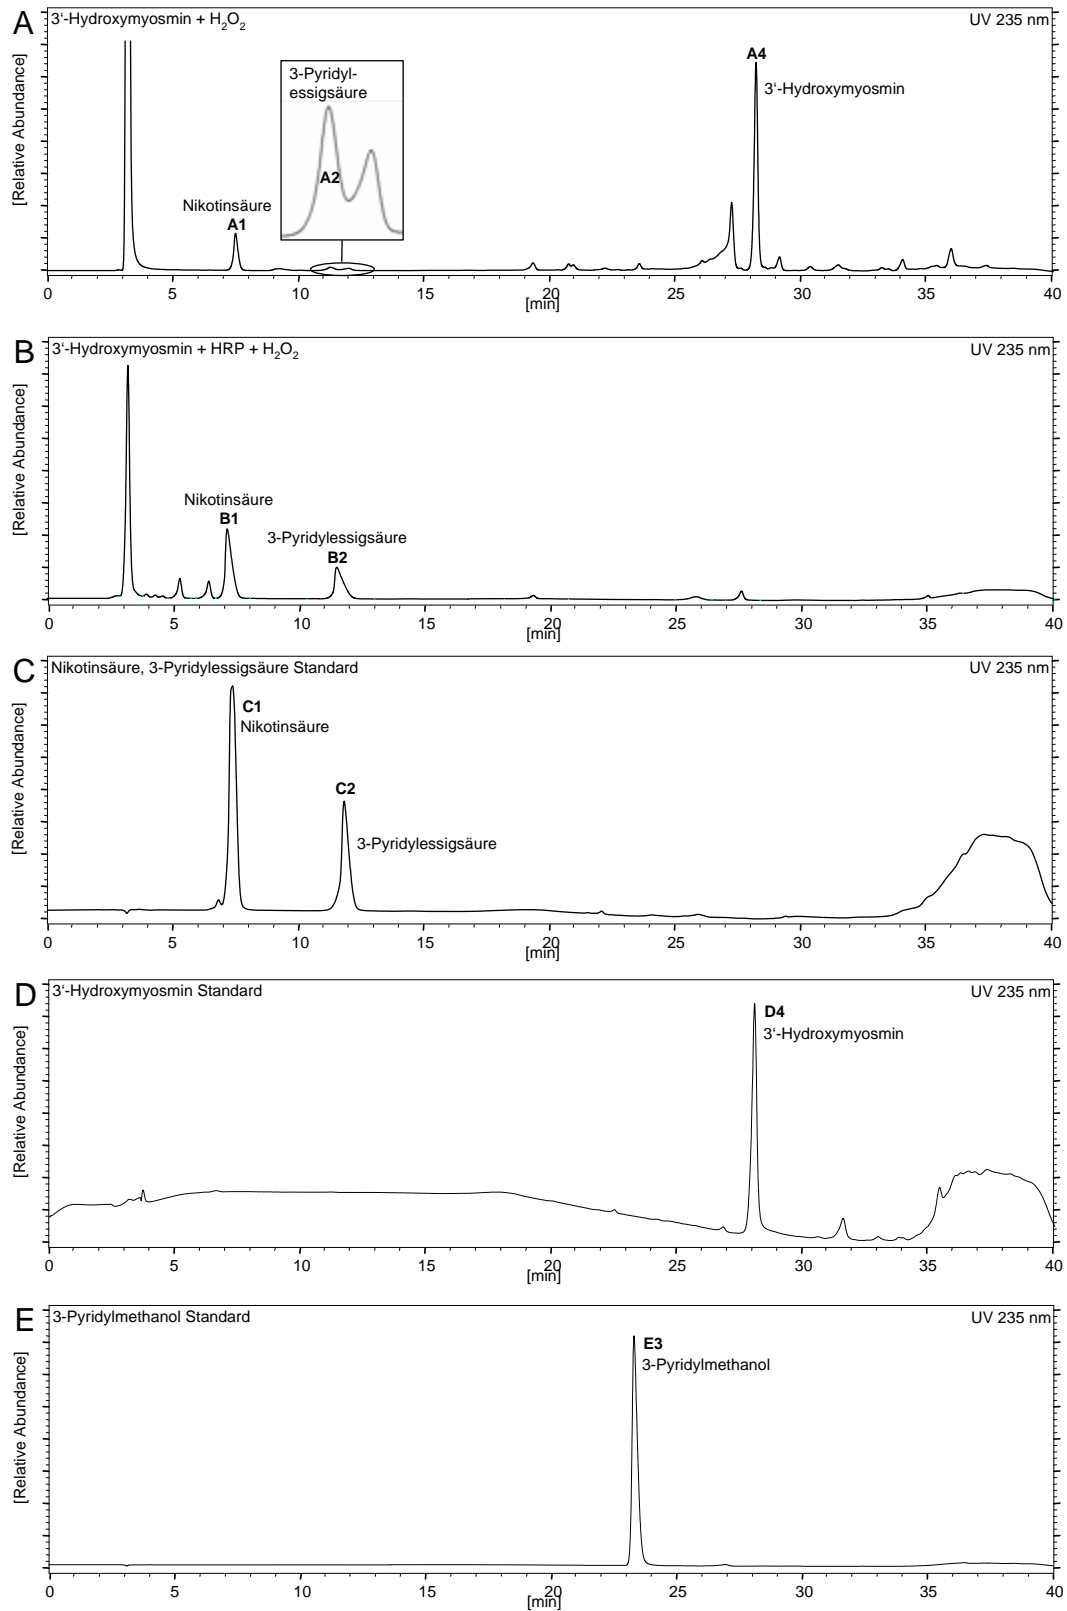 A
3‘-Hydroxymyosmin + H₂O₂
UV 235 nm
[Relative Abundance]
3-Pyridyl-
essigsäure
A2
Nikotinsäure
A1
A4
3‘-Hydroxymyosmin
0 5 10 15 20 25 30 35 40
[min]
B
3‘-Hydroxymyosmin + HRP + H₂O₂
UV 235 nm
[Relative Abundance]
Nikotinsäure
B1
3-Pyridylessigsäure
B2
0 5 10 15 20 25 30 35 40
[min]
C
Nikotinsäure, 3-Pyridylessigsäure Standard
UV 235 nm
[Relative Abundance]
C1
Nikotinsäure
C2
3-Pyridylessigsäure
0 5 10 15 20 25 30 35 40
[min]
D
3‘-Hydroxymyosmin Standard
UV 235 nm
[Relative Abundance]
D4
3‘-Hydroxymyosmin
0 5 10 15 20 25 30 35 40
[min]
E
3-Pyridylmethanol Standard
UV 235 nm
[Relative Abundance]
E3
3-Pyridylmethanol
0 5 10 15 20 25 30 35 40
[min]